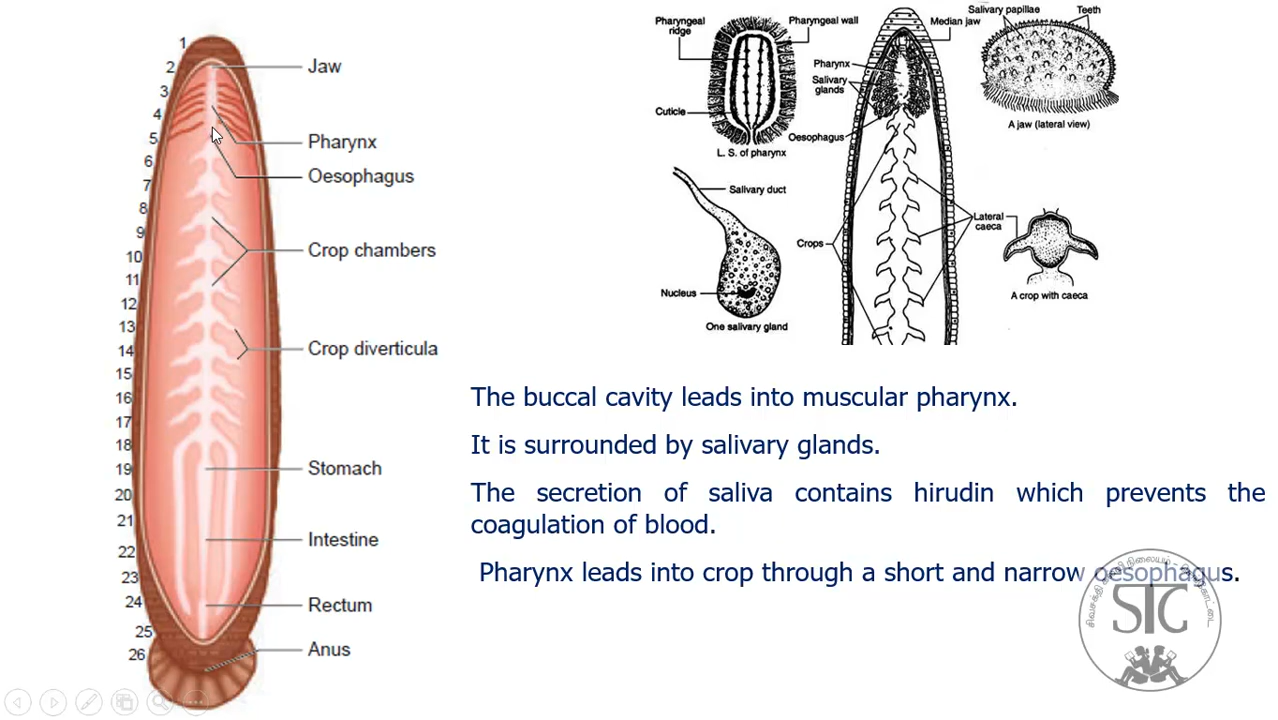 1
2
3
4
5
6
7
8
9
10
11
12
13
14
15
16
17
18
19
20
21
22
23
24
25
26
Jaw
Pharynx
Oesophagus
Crop chambers
Crop diverticula
Stomach
Intestine
Rectum
Anus
Pharyngeal
ridge
Pharyngeal wall
Cuticle
L. S. of pharynx
Median jaw
Pharynx
Salivary
glands
Oesophagus
Salivary papillae
Teeth
A jaw (lateral view)
Salivary duct
Nucleus
One salivary gland
Crops
Lateral
caeca
A crop with caeca
The buccal cavity leads into muscular pharynx.
It is surrounded by salivary glands.
The secretion of saliva contains hirudin which prevents the
coagulation of blood.
Pharynx leads into crop through a short and narrow oesophagus.
STC